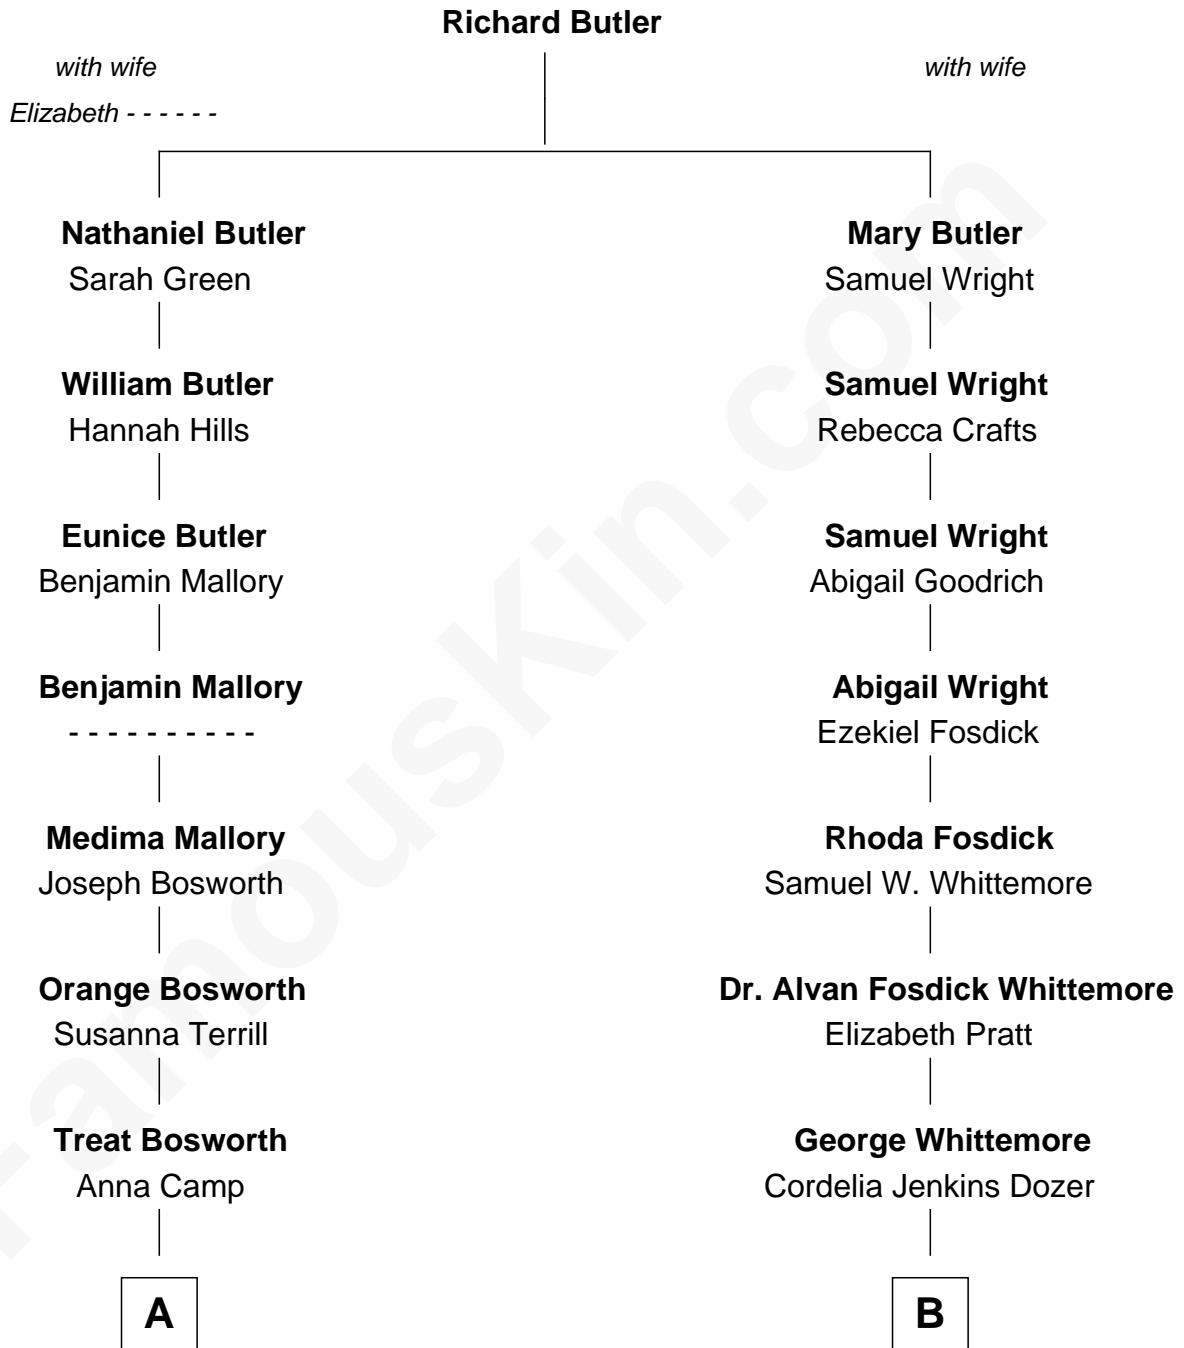 Richard Butler
with wife
with wife
Elizabeth - - - - - -
Nathaniel Butler
Mary Butler
Sarah Green
Samuel Wright
William Butler
Samuel Wright
Hannah Hills
Rebecca Crafts
Eunice Butler
Samuel Wright
Benjamin Mallory
Abigail Goodrich
Benjamin Mallory
Abigail Wright
- - - - - - - - - -
Ezekiel Fosdick
Medima Mallory
Rhoda Fosdick
Joseph Bosworth
Samuel W. Whittemore
Orange Bosworth
Dr. Alvan Fosdick Whittemore
Susanna Terrill
Elizabeth Pratt
Treat Bosworth
George Whittemore
Anna Camp
Cordelia Jenkins Dozer
A
B
FamousKin.com